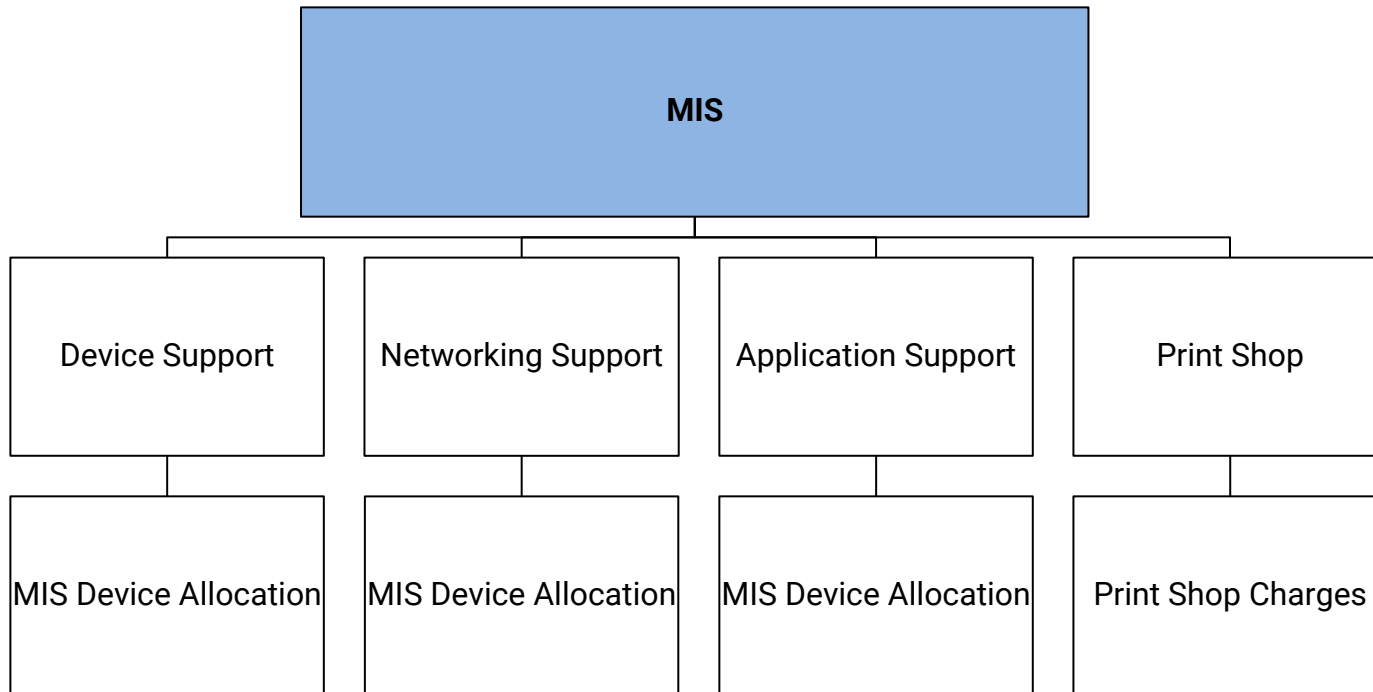 MIS
Device Support
Networking Support
Application Support
Print Shop
MIS Device Allocation
MIS Device Allocation
MIS Device Allocation
Print Shop Charges